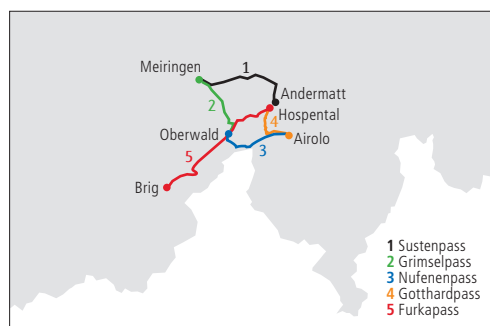 Meiringen
1
Andermatt
2
Hospental
4
Oberwald
Airolo
3
5
Brig
1 Sustenpass
2 Grimselpass
3 Nufenenpass
4 Gotthardpass
5 Furkapass